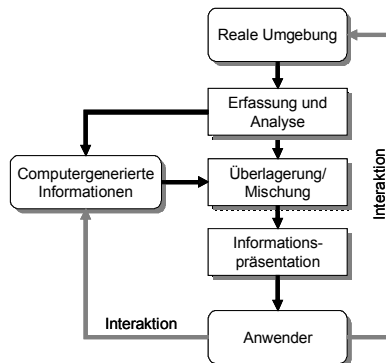 Reale Umgebung
Erfassung und
Analyse
Computergenerierte
Informationen
Überlagerung/
Mischung
Interaktion
Informations-
präsentation
Interaktion
Anwender